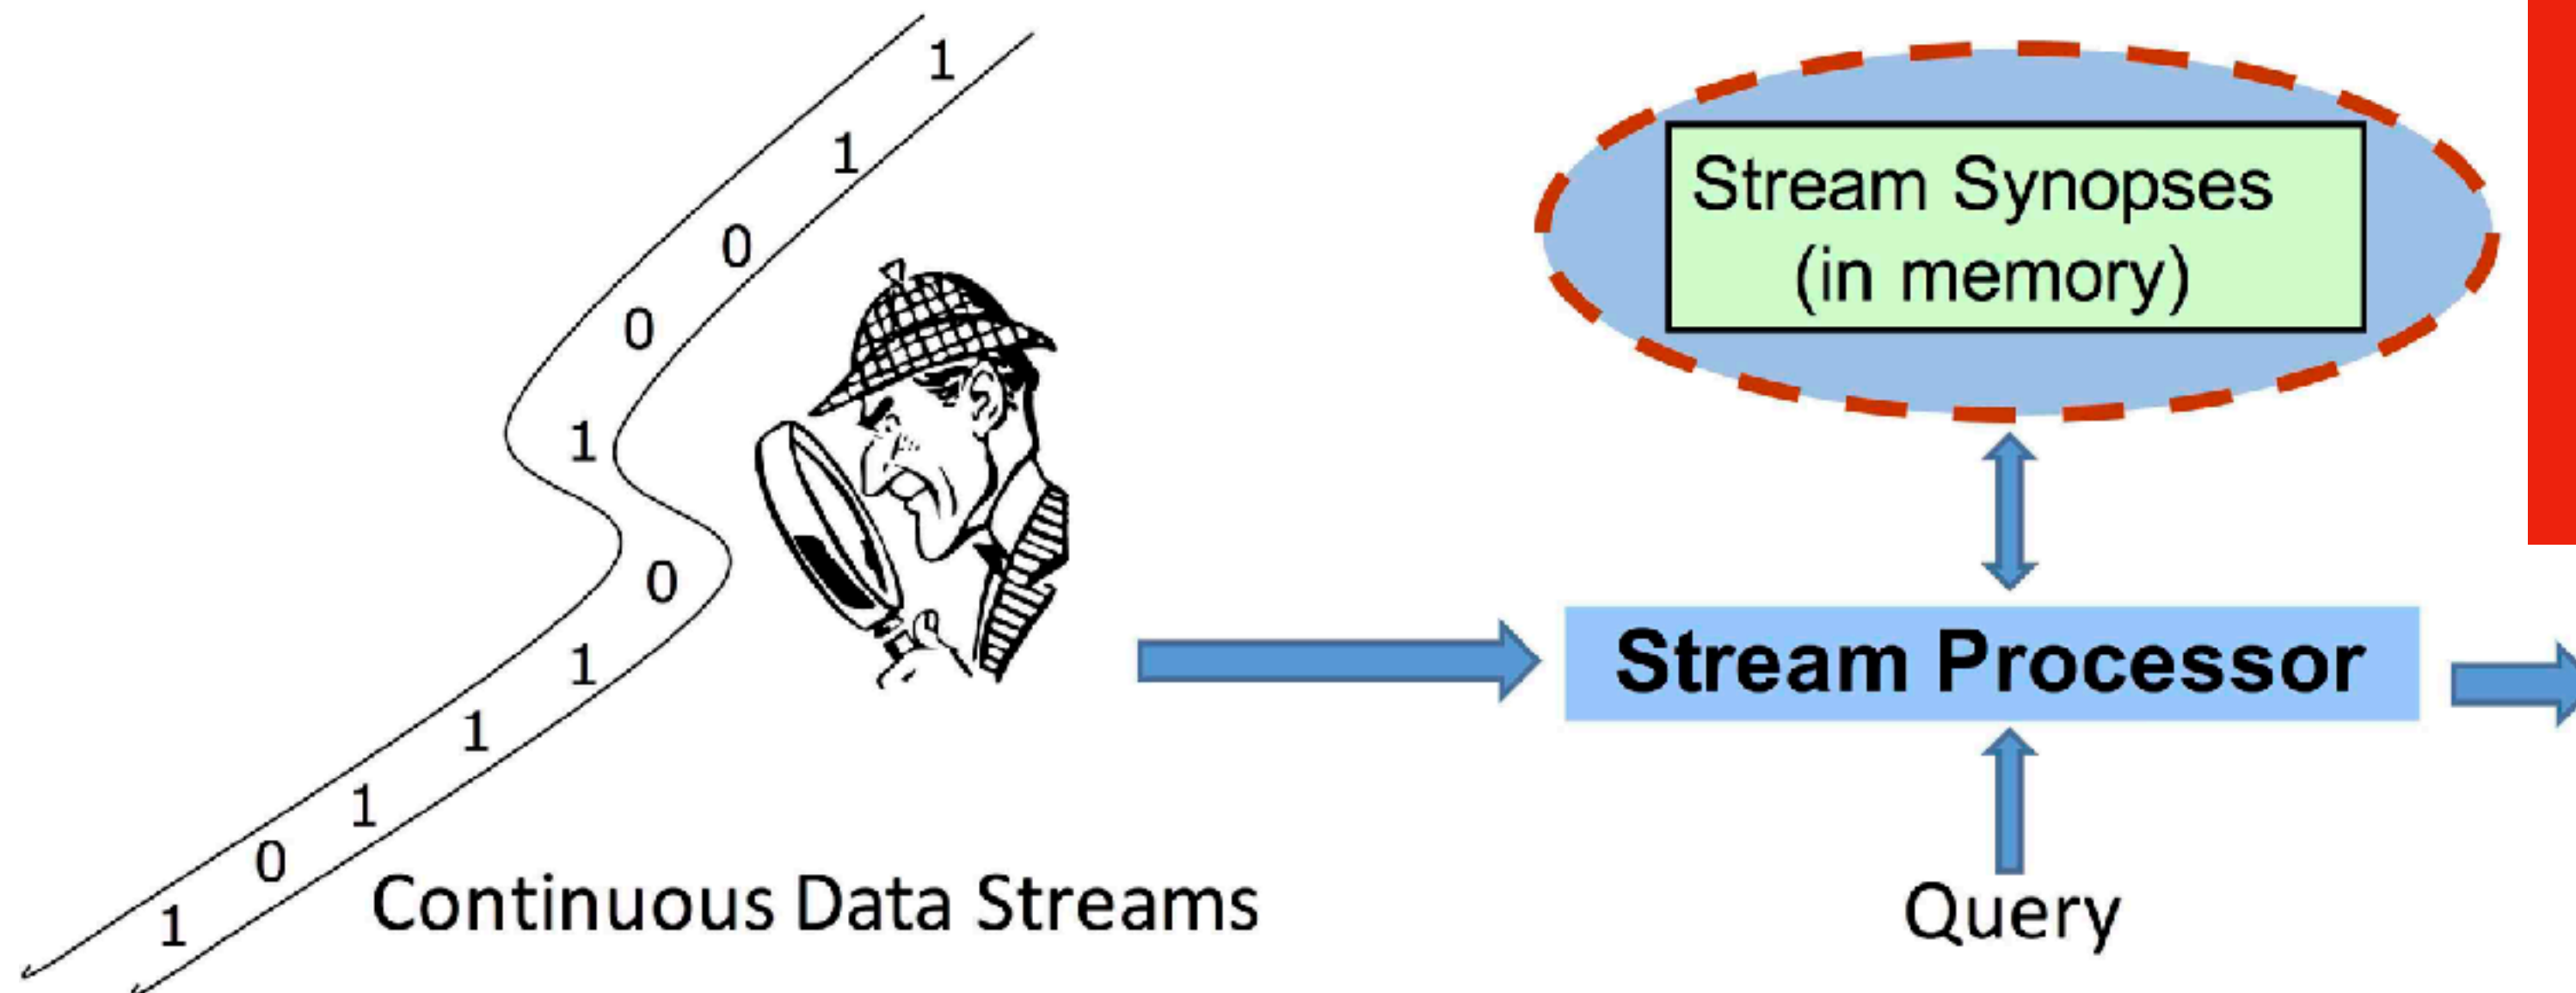 1
1
0
0
1
0
1
1
1
0
1
Continuous Data Streams
Stream Synopses
(in memory)
Stream Processor
Query